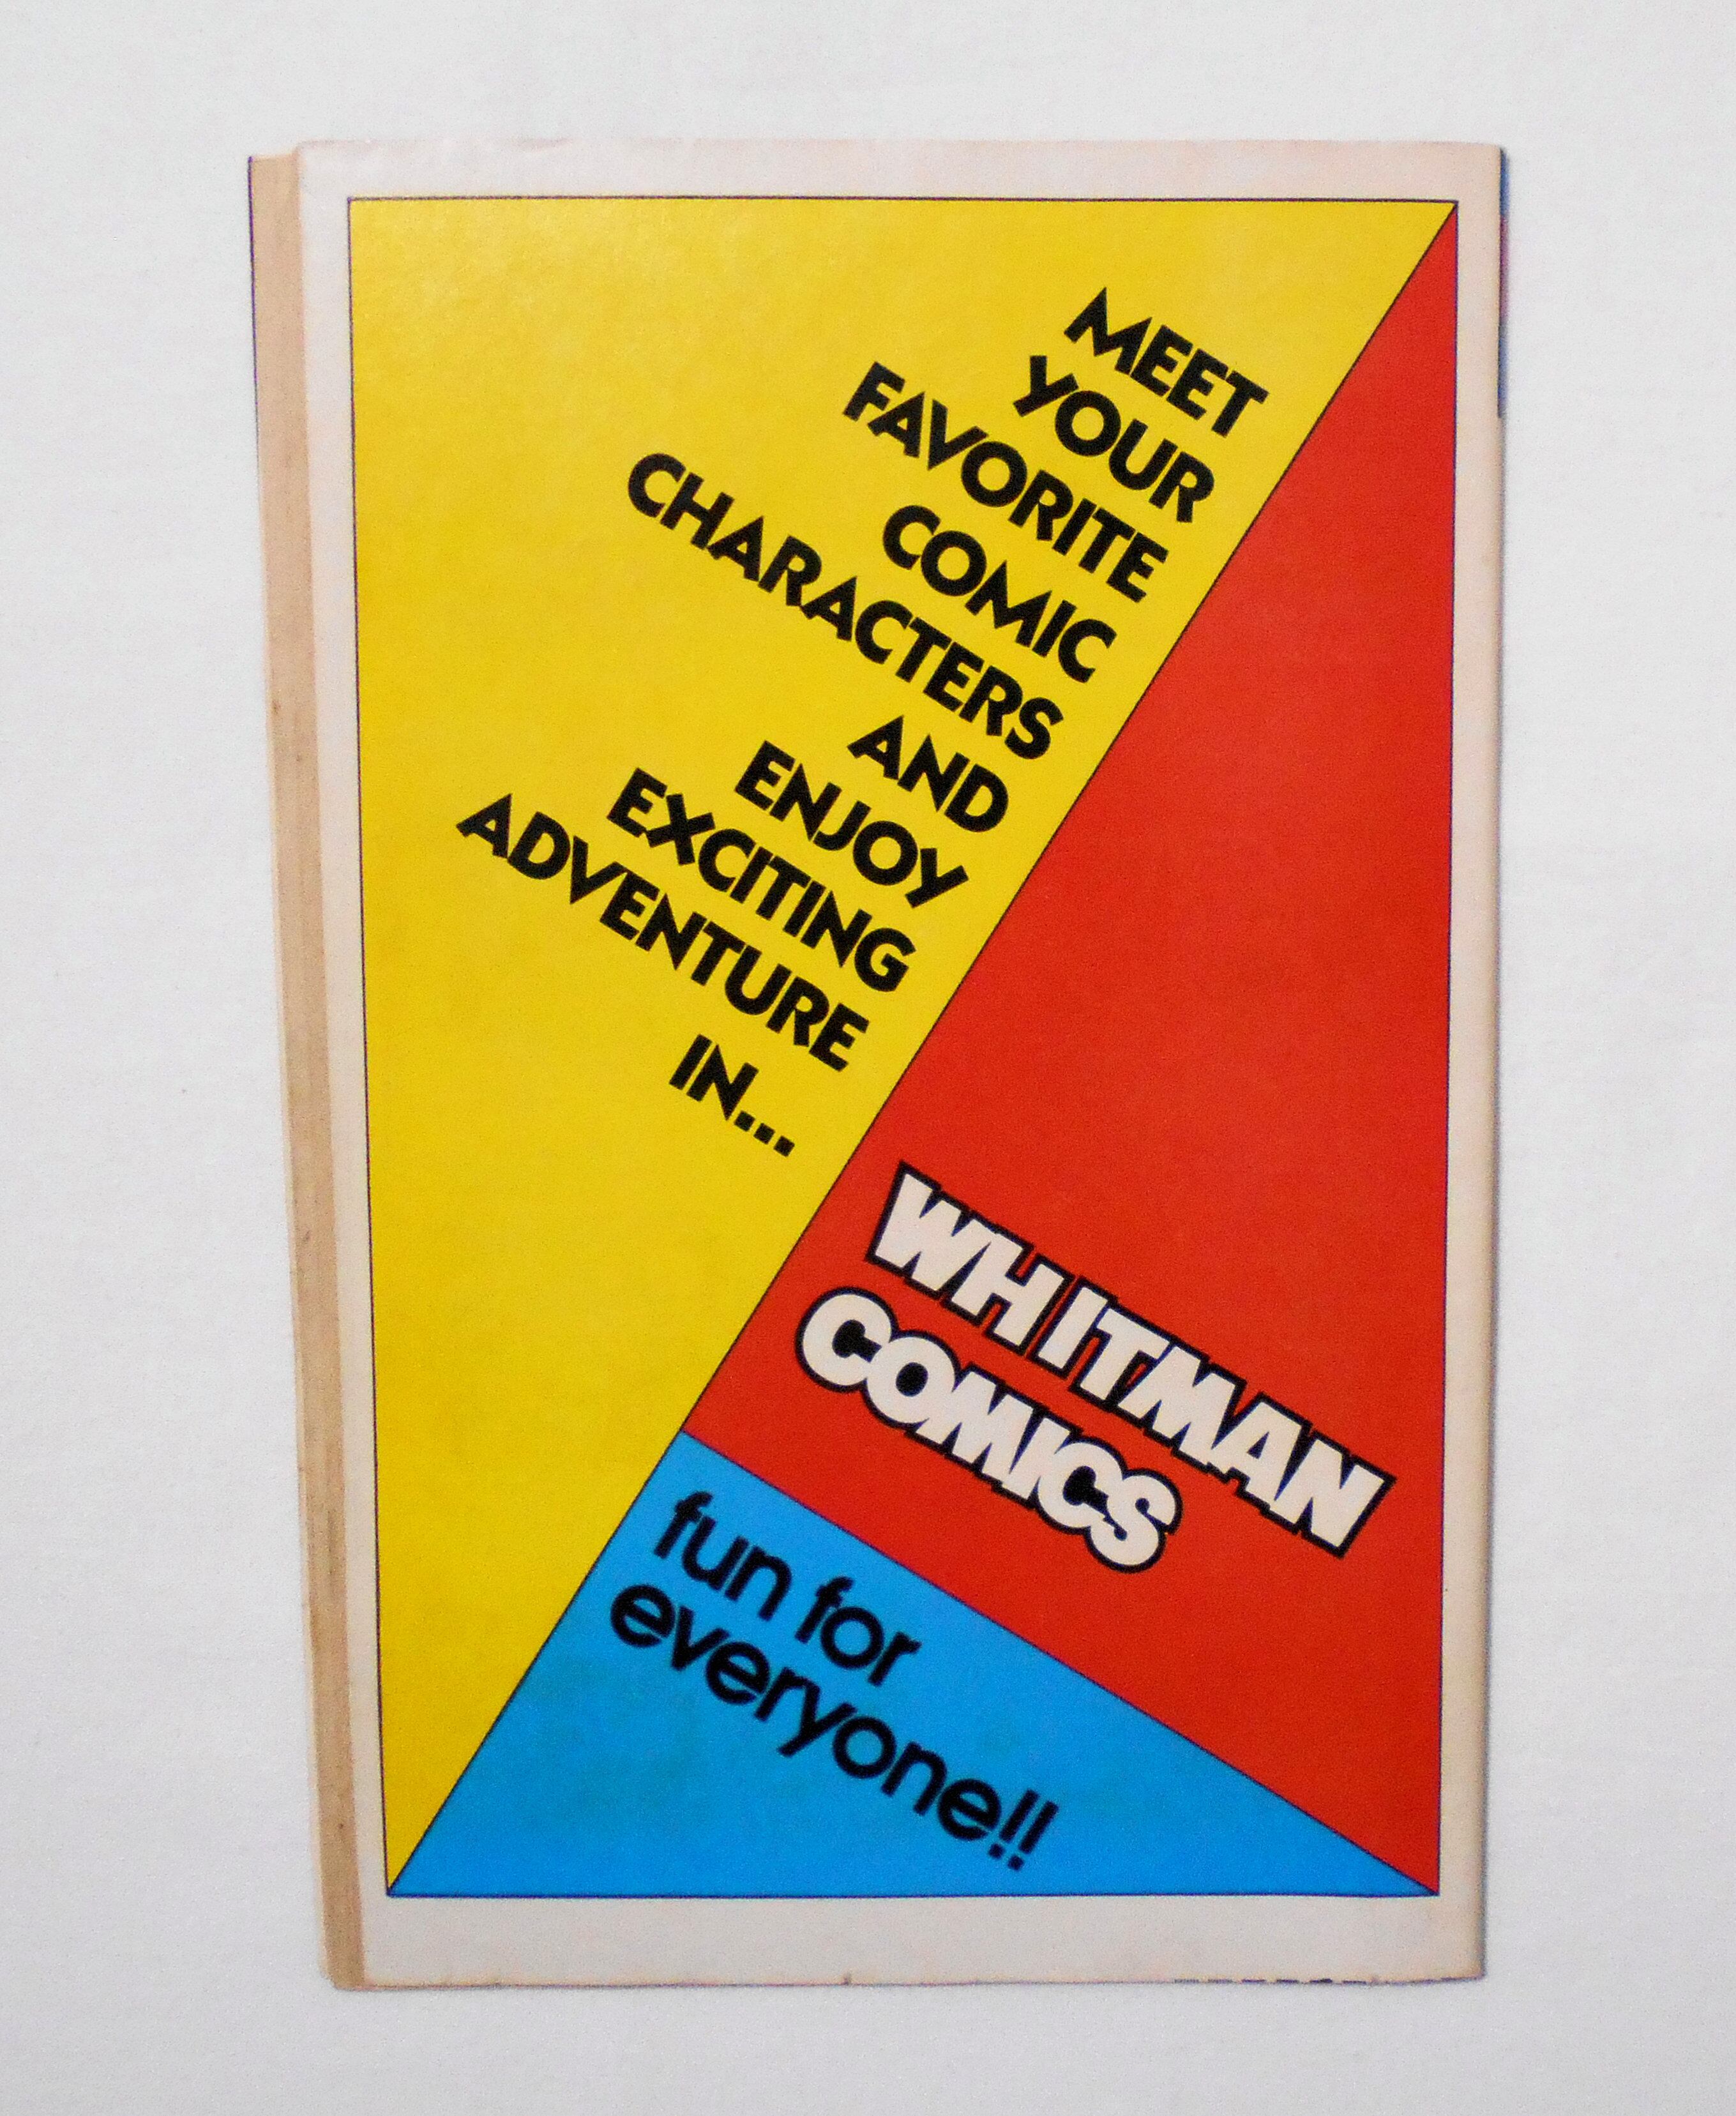 MEET
YOUR
FAVORITE
COMIC
CHARACTERS
AND
ENJOY
EXCITING
ADVENTURE
IN...
WHITMAN
COMICS
fun for
everyone!!